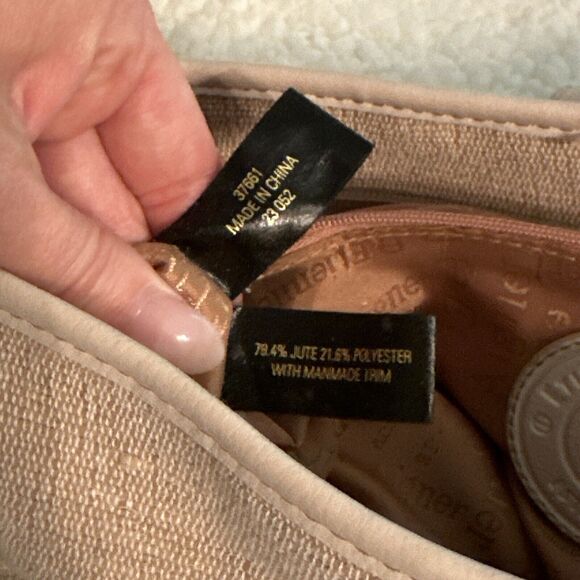 37661
MADE IN CHINA
23 052
78.4% JUTE 21.6% POLYESTER
WITH MANMADE TRIM